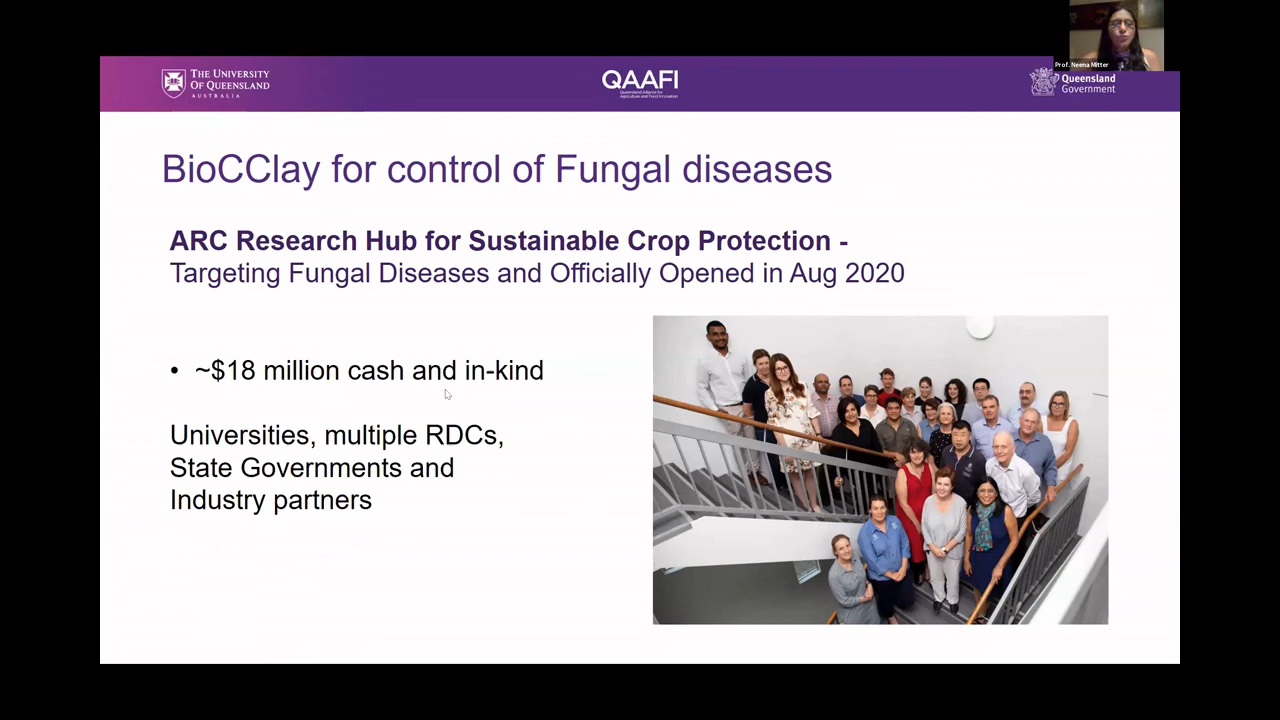 Prof. Neena Mitter
THE UNIVERSITY
OF QUEENSLAND
AUSTRALIA
QAAFI
Queensland Alliance for
Agriculture and Food Innovation
Queensland
Government
BioCClay for control of Fungal diseases
ARC Research Hub for Sustainable Crop Protection -
Targeting Fungal Diseases and Officially Opened in Aug 2020
• ~$18 million cash and in-kind
Universities, multiple RDCs,
State Governments and
Industry partners